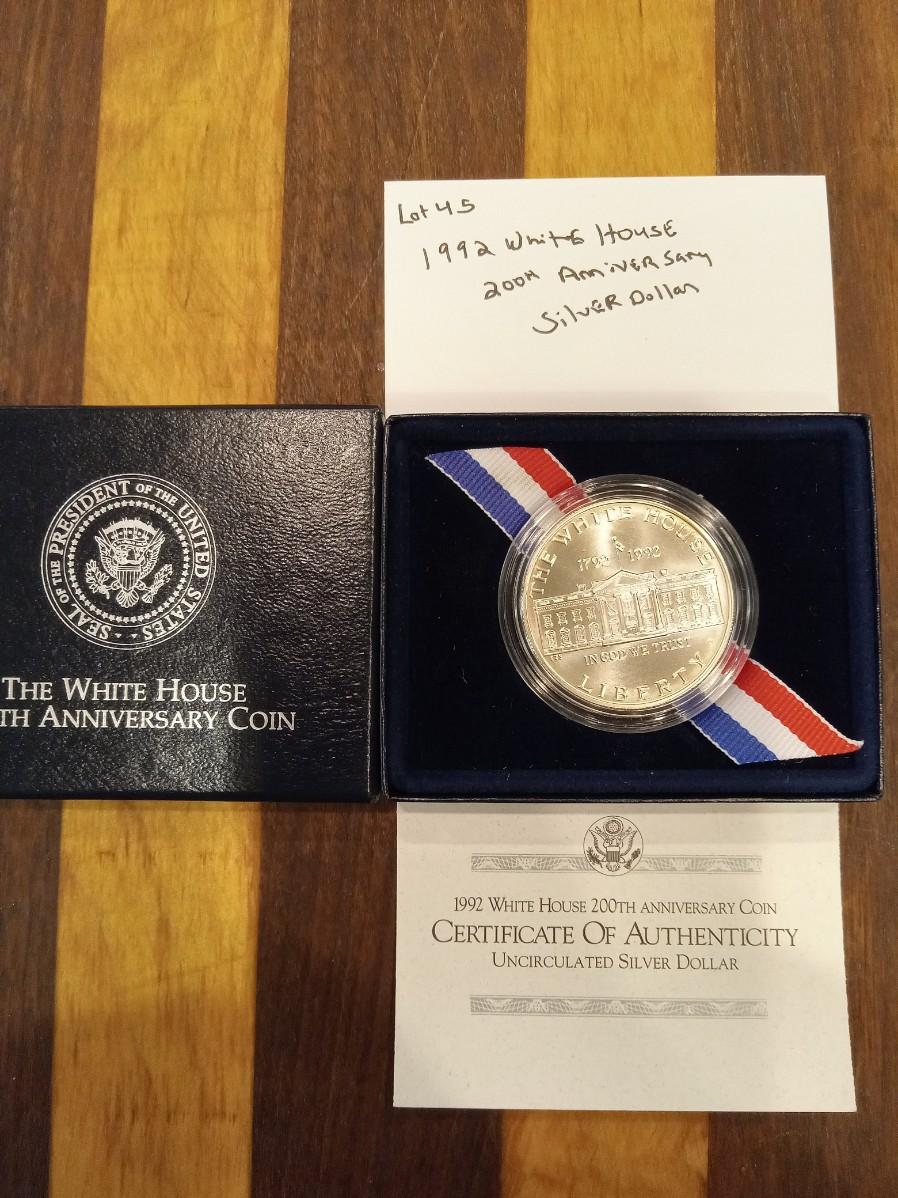 Lot 45
1992 White House
200th Anniversary
Silver Dollar
SEAL OF THE PRESIDENT OF THE UNITED STATES
THE WHITE HOUSE
TH ANNIVERSARY COIN
THE WHITE HOUSE
1792 1992
IN GOD WE TRUST
LIBERTY
1992 WHITE HOUSE 200TH ANNIVERSARY COIN
CERTIFICATE OF AUTHENTICITY
UNCIRCULATED SILVER DOLLAR